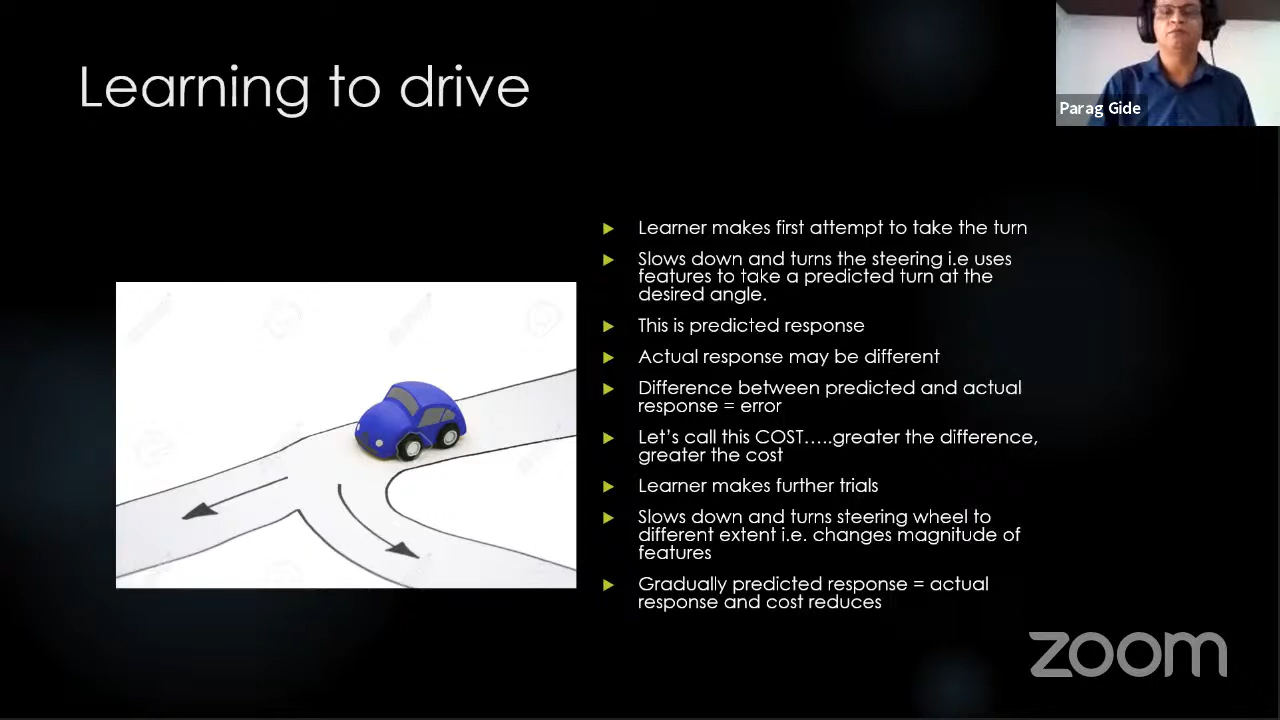 Learning to drive
Parag Gide
Learner makes first attempt to take the turn
Slows down and turns the steering i.e uses
features to take a predicted turn at the
desired angle.
This is predicted response
Actual response may be different
Difference between predicted and actual
response = error
Let's call this COST.....greater the difference,
greater the cost
Learner makes further trials
Slows down and turns steering wheel to
different extent i.e. changes magnitude of
features
Gradually predicted response = actual
response and cost reduces
zoom